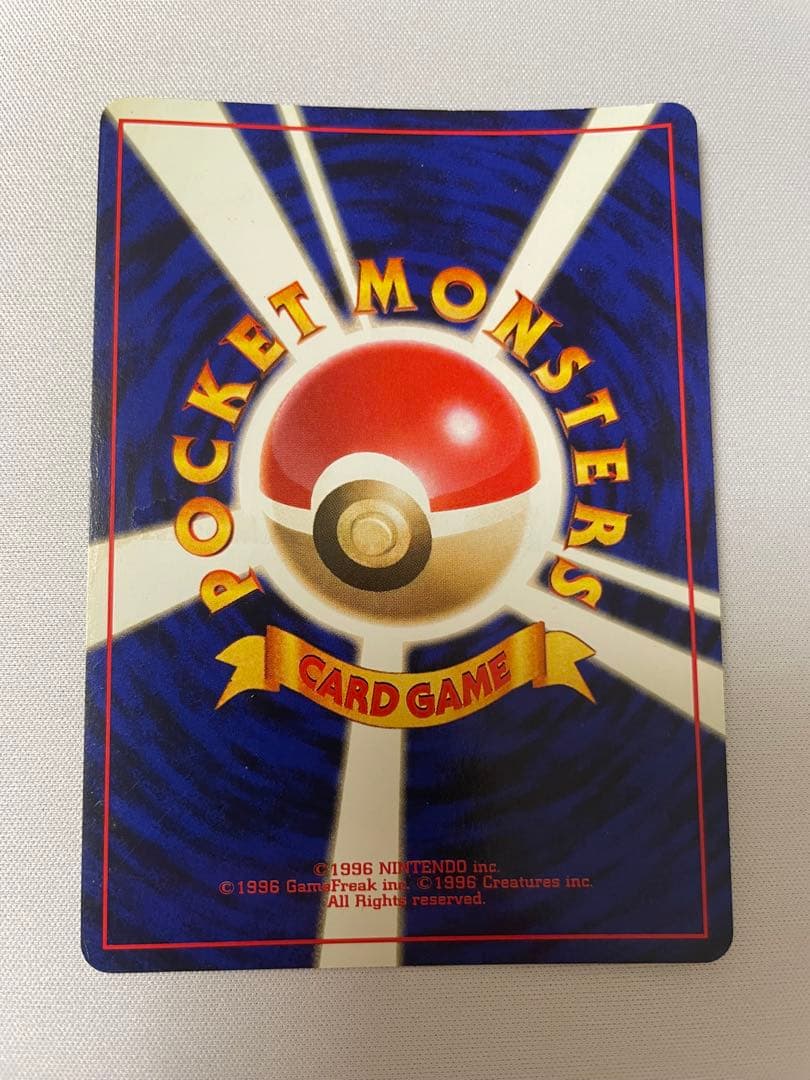 POCKET MONSTERS
CARD GAME
©1996 NINTENDO inc.
©1996 GameFreak inc. ©1996 Creatures inc.
All Rights reserved.